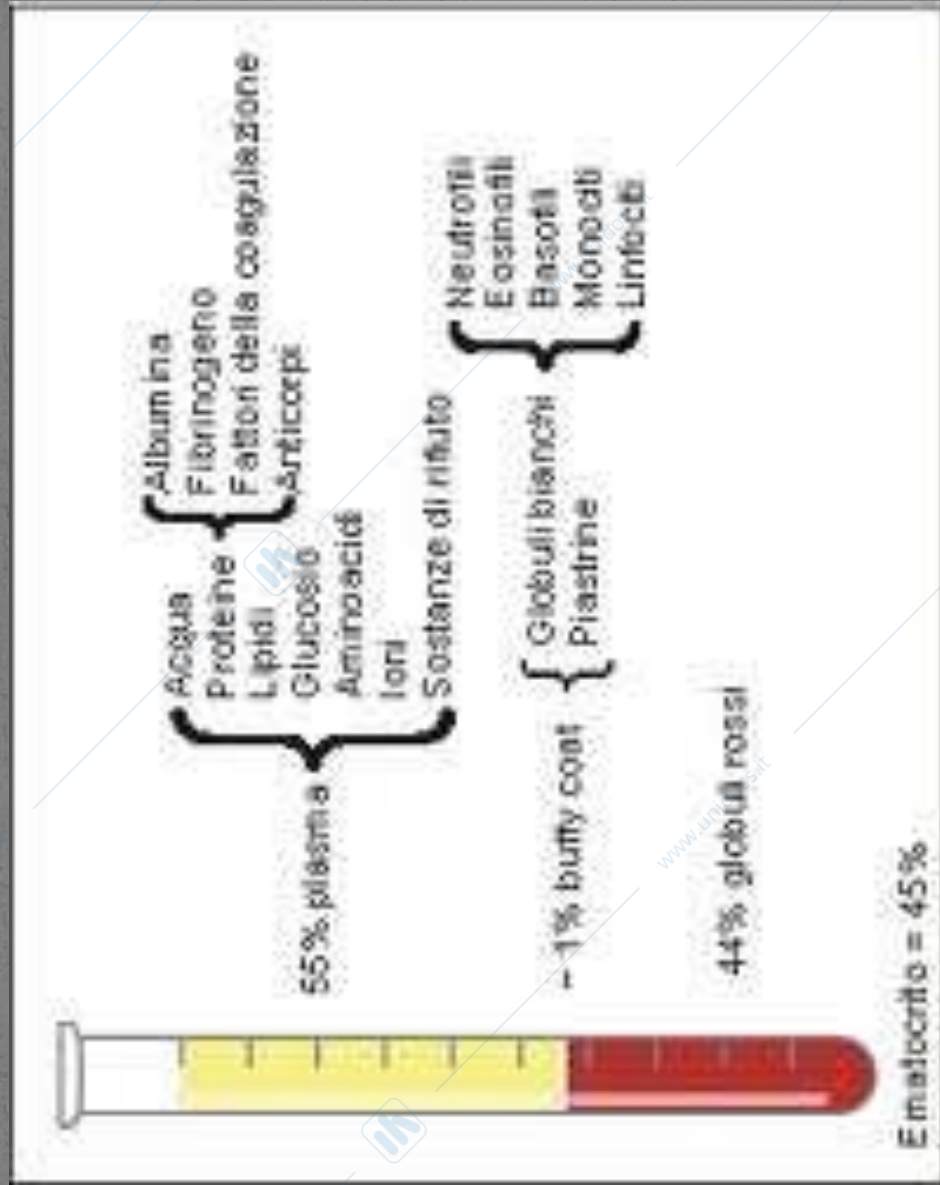 55% plasma
Acqua
Proteine
Lipidi
Glucosio
Aminoacidi
Ioni
Sostanze di rifiuto
Albumina
Fibrinogeno
Fattori della coagulazione
Anticorpi
~ 1% buffy coat
Globuli bianchi
Piastrine
Neutrofili
Eosinofili
Basofili
Monociti
Linfociti
44% globuli rossi
Ematocrito = 45%